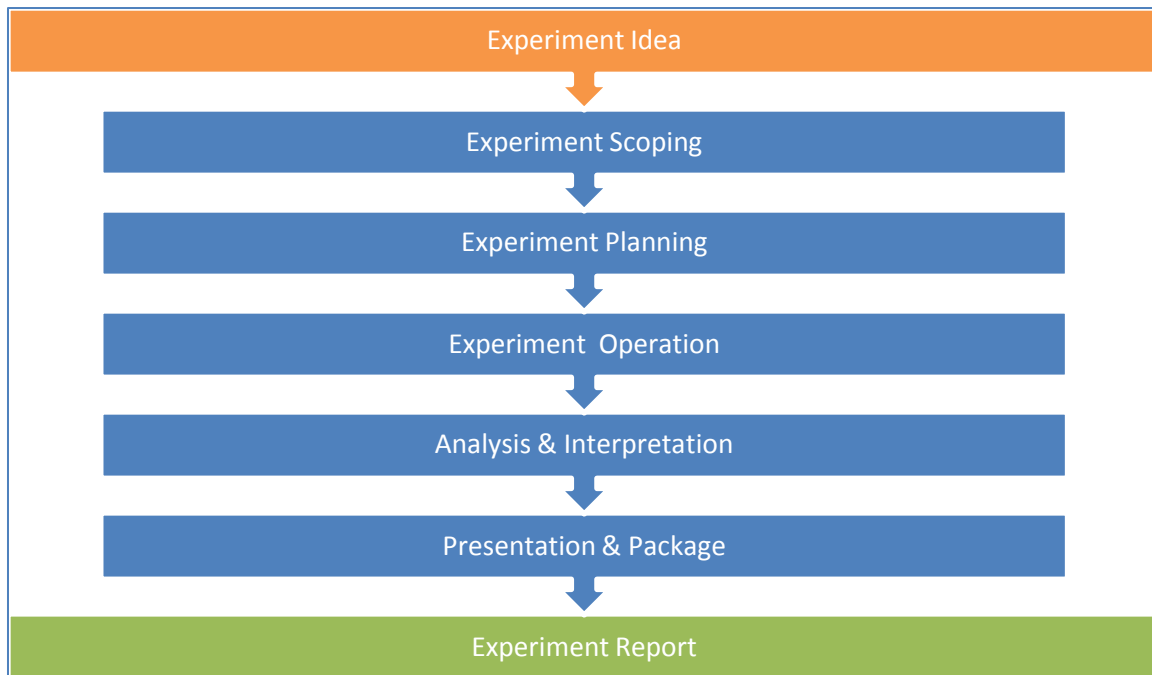 Experiment Idea
Experiment Scoping
Experiment Planning
Experiment  Operation
Analysis & Interpretation
Presentation & Package
Experiment Report